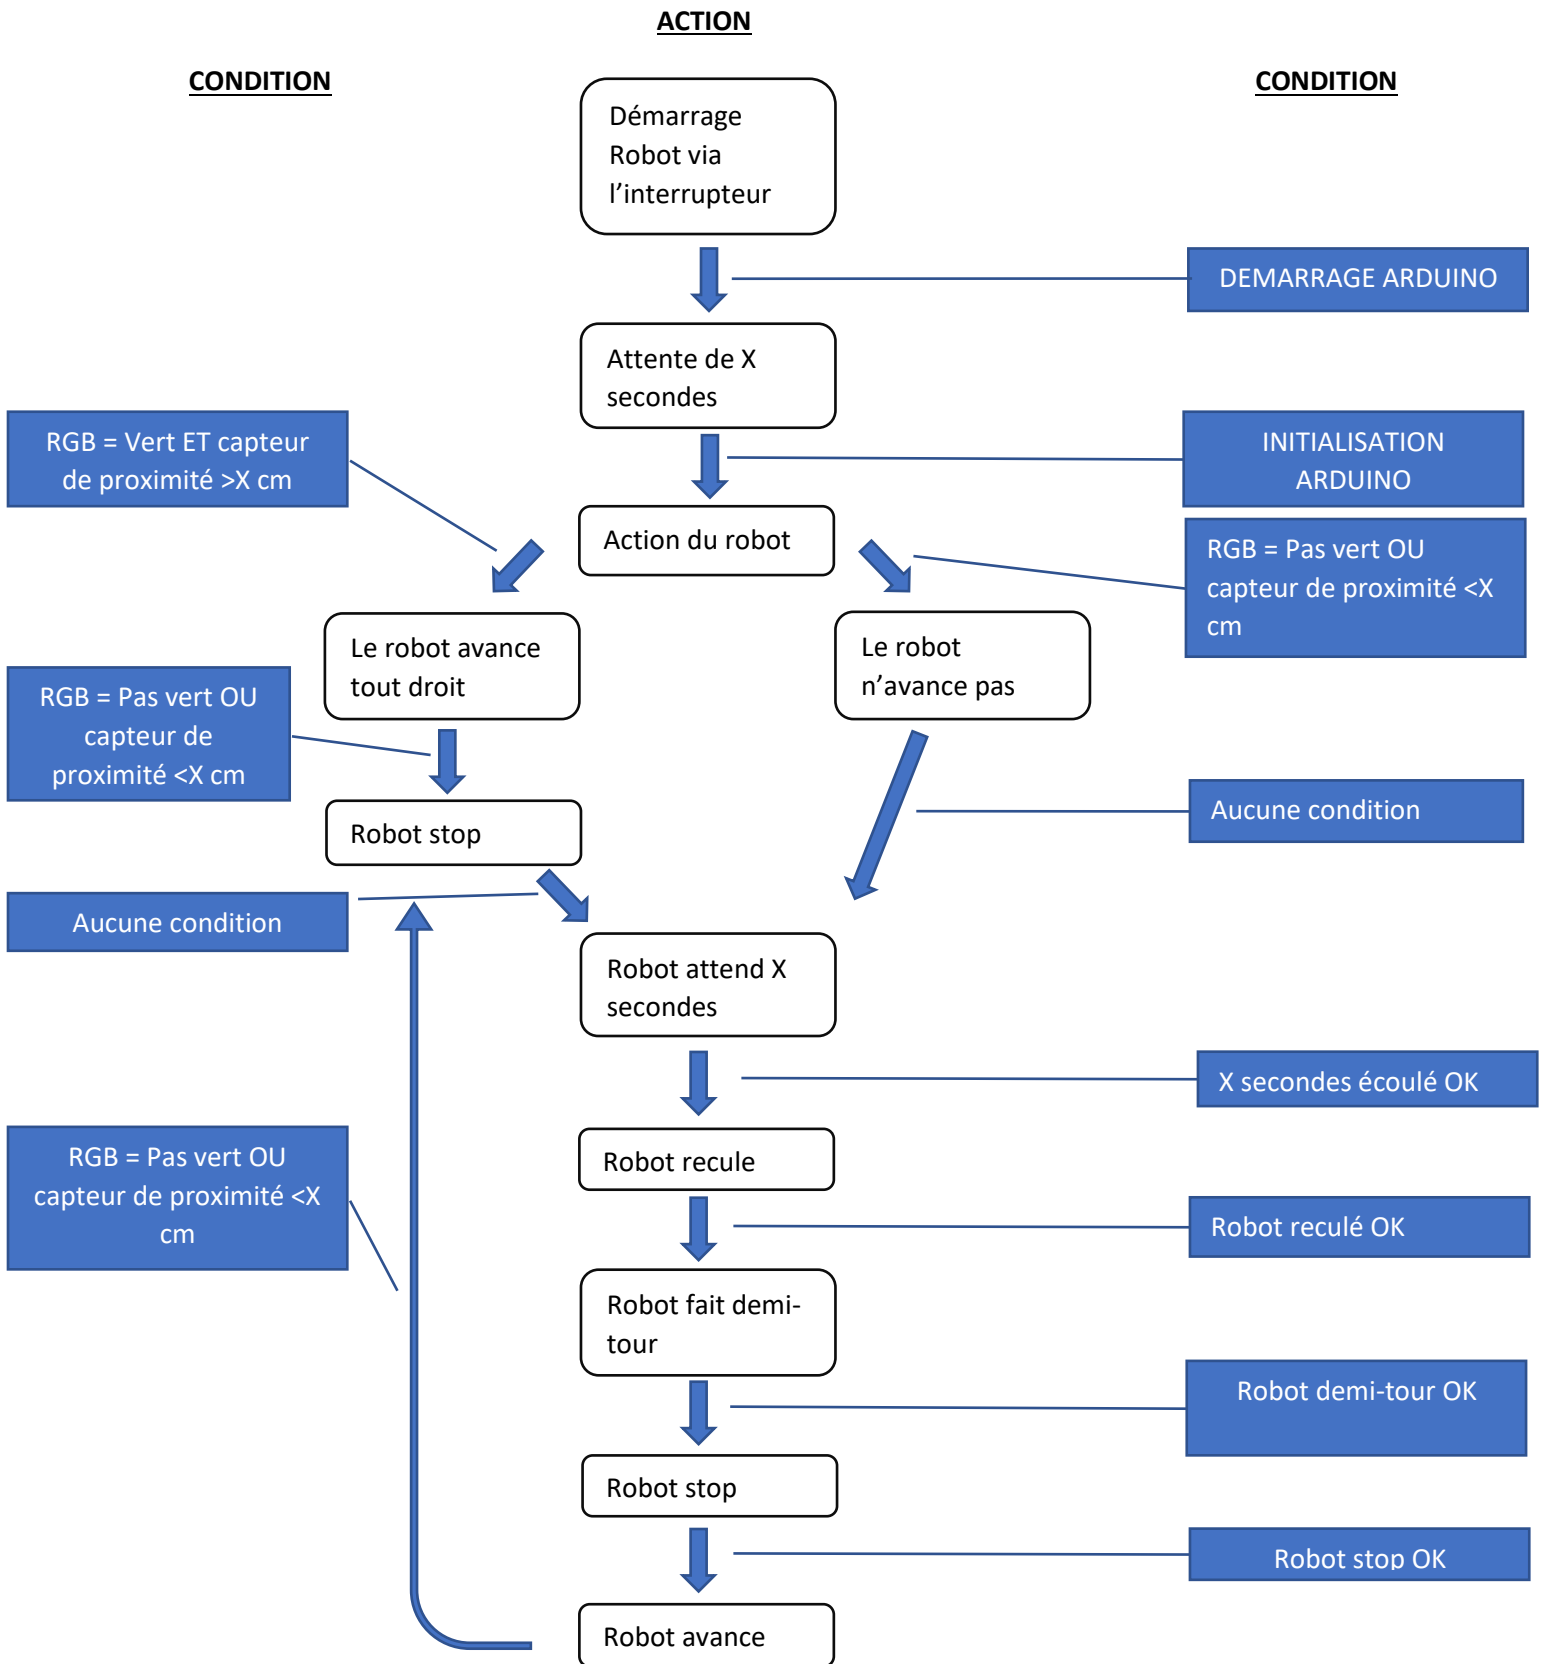 ACTION
CONDITION
CONDITION
Démarrage
Robot via
l’interrupteur
DEMARRAGE ARDUINO
Attente de X
secondes
RGB = Vert ET capteur
de proximité >X cm
INITIALISATION
ARDUINO
Action du robot
RGB = Pas vert OU
capteur de proximité <X
cm
Le robot avance
tout droit
Le robot
n’avance pas
RGB = Pas vert OU
capteur de
proximité <X cm
Aucune condition
Robot stop
Aucune condition
Robot attend X
secondes
X secondes écoulé OK
RGB = Pas vert OU
capteur de proximité <X
cm
Robot recule
Robot reculé OK
Robot fait demi-
tour
Robot demi-tour OK
Robot stop
Robot stop OK
Robot avance